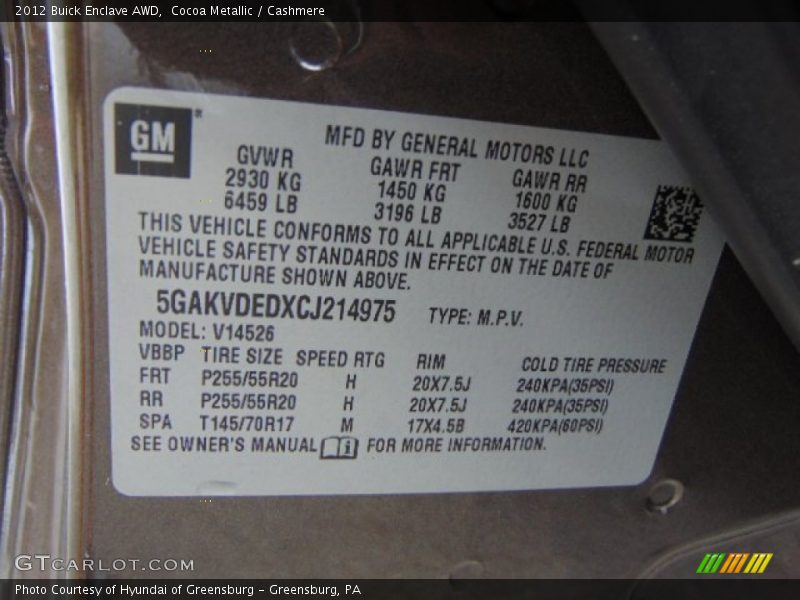 2012 Buick Enclave AWD,  Cocoa Metallic / Cashmere
GM
MFD BY GENERAL MOTORS LLC
GVWR GAWR FRT GAWR RR
2930 KG 1450 KG 1600 KG
6459 LB 3196 LB 3527 LB
THIS VEHICLE CONFORMS TO ALL APPLICABLE U.S. FEDERAL MOTOR
VEHICLE SAFETY STANDARDS IN EFFECT ON THE DATE OF
MANUFACTURE SHOWN ABOVE.
5GAKVDEDXCJ214975 TYPE: M.P.V.
MODEL: V14526
VBBP TIRE SIZE SPEED RTG RIM COLD TIRE PRESSURE
FRT P255/55R20 H 20X7.5J 240KPA(35PSI)
RR P255/55R20 H 20X7.5J 240KPA(35PSI)
SPA T145/70R17 M 17X4.5B 420KPA(60PSI)
SEE OWNER'S MANUAL i FOR MORE INFORMATION.
GTCARLOT.COM
Photo Courtesy of Hyundai of Greensburg - Greensburg, PA